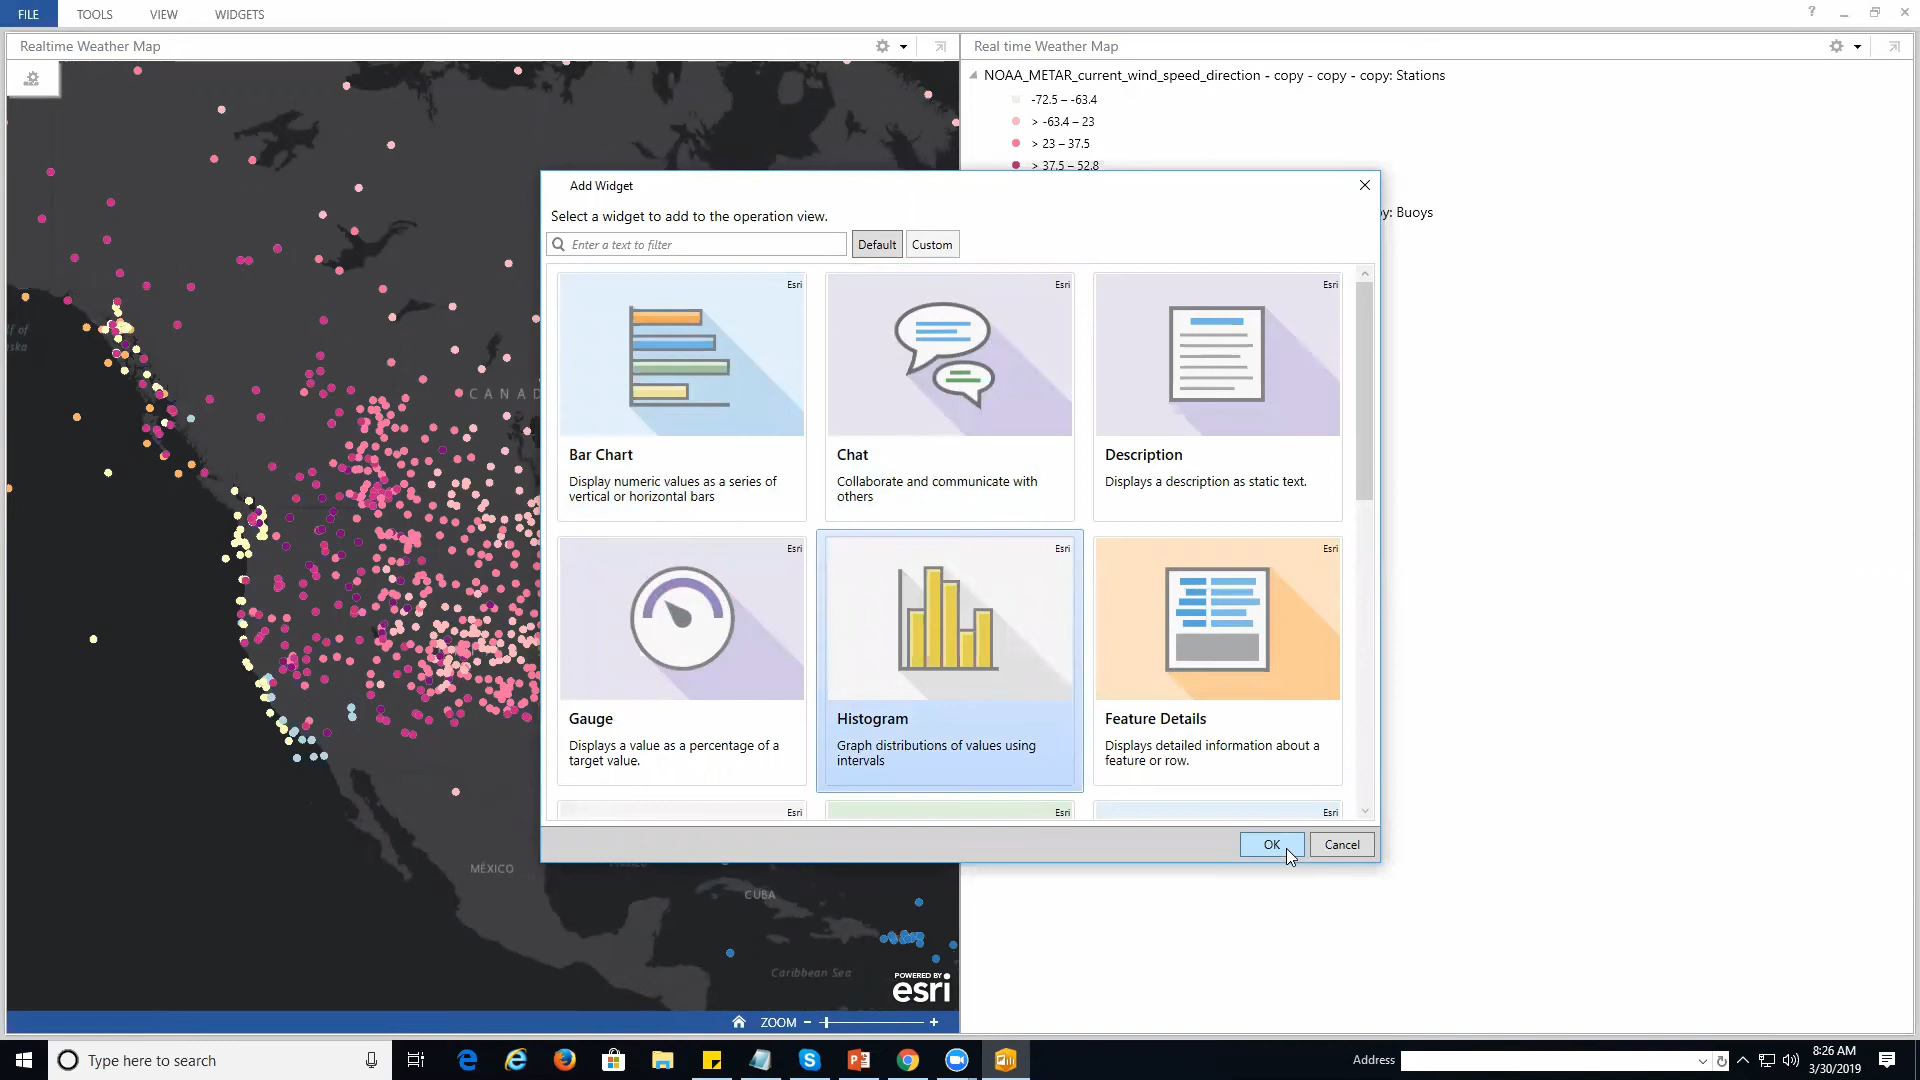 FILE
TOOLS
VIEW
WIDGETS
?
Realtime Weather Map
Real time Weather Map
NOAA_METAR_current_wind_speed_direction - copy - copy - copy: Stations
-72.5 – -63.4
> -63.4 – 23
> 23 – 37.5
> 37.5 – 52.8
py: Buoys
Add Widget
Select a widget to add to the operation view.
Enter a text to filter
Default
Custom
Esri
Esri
Esri
Bar Chart
Display numeric values as a series of
vertical or horizontal bars
Chat
Collaborate and communicate with
others
Description
Displays a description as static text.
Esri
Esri
Esri
Gauge
Displays a value as a percentage of a
target value.
Histogram
Graph distributions of values using
intervals
Feature Details
Displays detailed information about a
feature or row.
Esri
Esri
Esri
OK
Cancel
CANAD
MÉXICO
CUBA
Caribbean Sea
POWERED BY
esri
ZOOM
Type here to search
Address
8:26 AM
3/30/2019